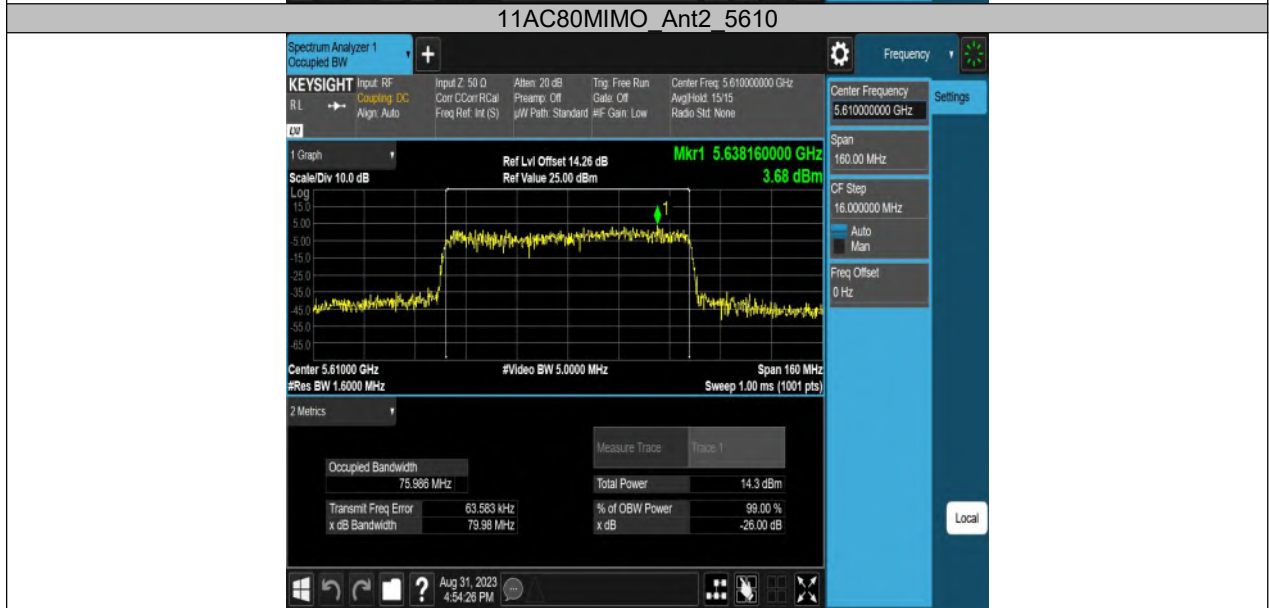 11AC80MIMO_Ant2_5610
Spectrum Analyzer 1
Occupied BW
+
Frequency
KEYSIGHT
Input: RF
Coupling: DC
Align: Auto
RL
LXI
Input Z: 50 Ω
Corr CCorr RCal
Freq Ref: Int (S)
Atten: 20 dB
Preamp: Off
µW Path: Standard
Trig: Free Run
Gate: Off
#IF Gain: Low
Center Freq: 5.610000000 GHz
Avg|Hold: 15/15
Radio Std: None
Center Frequency
5.610000000 GHz
Settings
Span
160.00 MHz
CF Step
16.000000 MHz
Auto
Man
Freq Offset
0 Hz
Local
1 Graph
Scale/Div 10.0 dB
Ref Lvl Offset 14.26 dB
Ref Value 25.00 dBm
Mkr1 5.638160000 GHz
3.68 dBm
Log
15.0
5.00
-5.00
-15.0
-25.0
-35.0
-45.0
-55.0
-65.0
1
Center 5.61000 GHz
#Video BW 5.0000 MHz
Span 160 MHz
#Res BW 1.6000 MHz
Sweep 1.00 ms (1001 pts)
2 Metrics
Measure Trace
Trace 1
Occupied Bandwidth
75.986 MHz
Total Power
14.3 dBm
Transmit Freq Error
63.583 kHz
% of OBW Power
99.00 %
x dB Bandwidth
79.98 MHz
x dB
-26.00 dB
?
Aug 31, 2023
4:54:26 PM